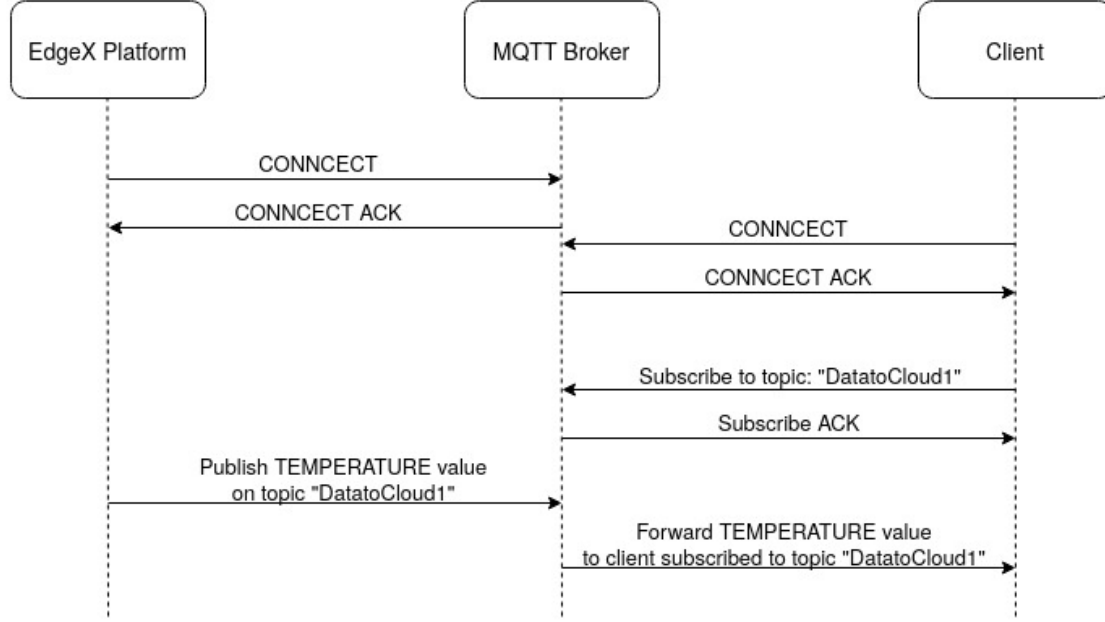 EdgeX Platform
MQTT Broker
Client
CONNCECT
CONNCECT ACK
CONNCECT
CONNCECT ACK
Subscribe to topic: "DatatoCloud1"
Subscribe ACK
Publish TEMPERATURE value
on topic "DatatoCloud1"
Forward TEMPERATURE value
to client subscribed to topic "DatatoCloud1"